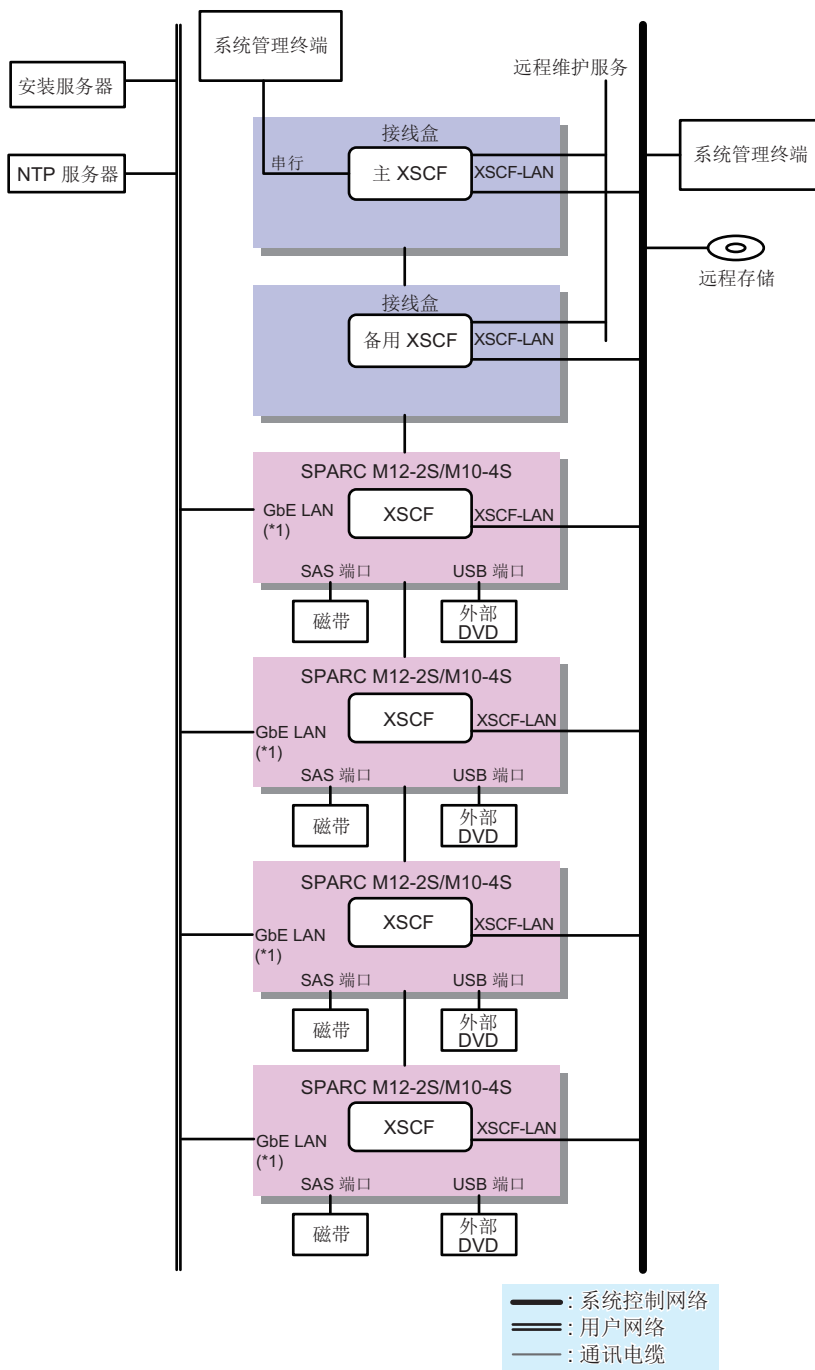 系统管理终端
安装服务器
NTP 服务器
远程维护服务
接线盒
串行
主 XSCF
XSCF-LAN
系统管理终端
远程存储
接线盒
备用 XSCF
XSCF-LAN
SPARC M12-2S/M10-4S
GbE LAN
(*1)
XSCF
XSCF-LAN
SAS 端口
USB 端口
磁带
外部
DVD
SPARC M12-2S/M10-4S
GbE LAN
(*1)
XSCF
XSCF-LAN
SAS 端口
USB 端口
磁带
外部
DVD
SPARC M12-2S/M10-4S
GbE LAN
(*1)
XSCF
XSCF-LAN
SAS 端口
USB 端口
磁带
外部
DVD
SPARC M12-2S/M10-4S
GbE LAN
(*1)
XSCF
XSCF-LAN
SAS 端口
USB 端口
磁带
外部
DVD
: 系统控制网络
: 用户网络
: 通讯电缆